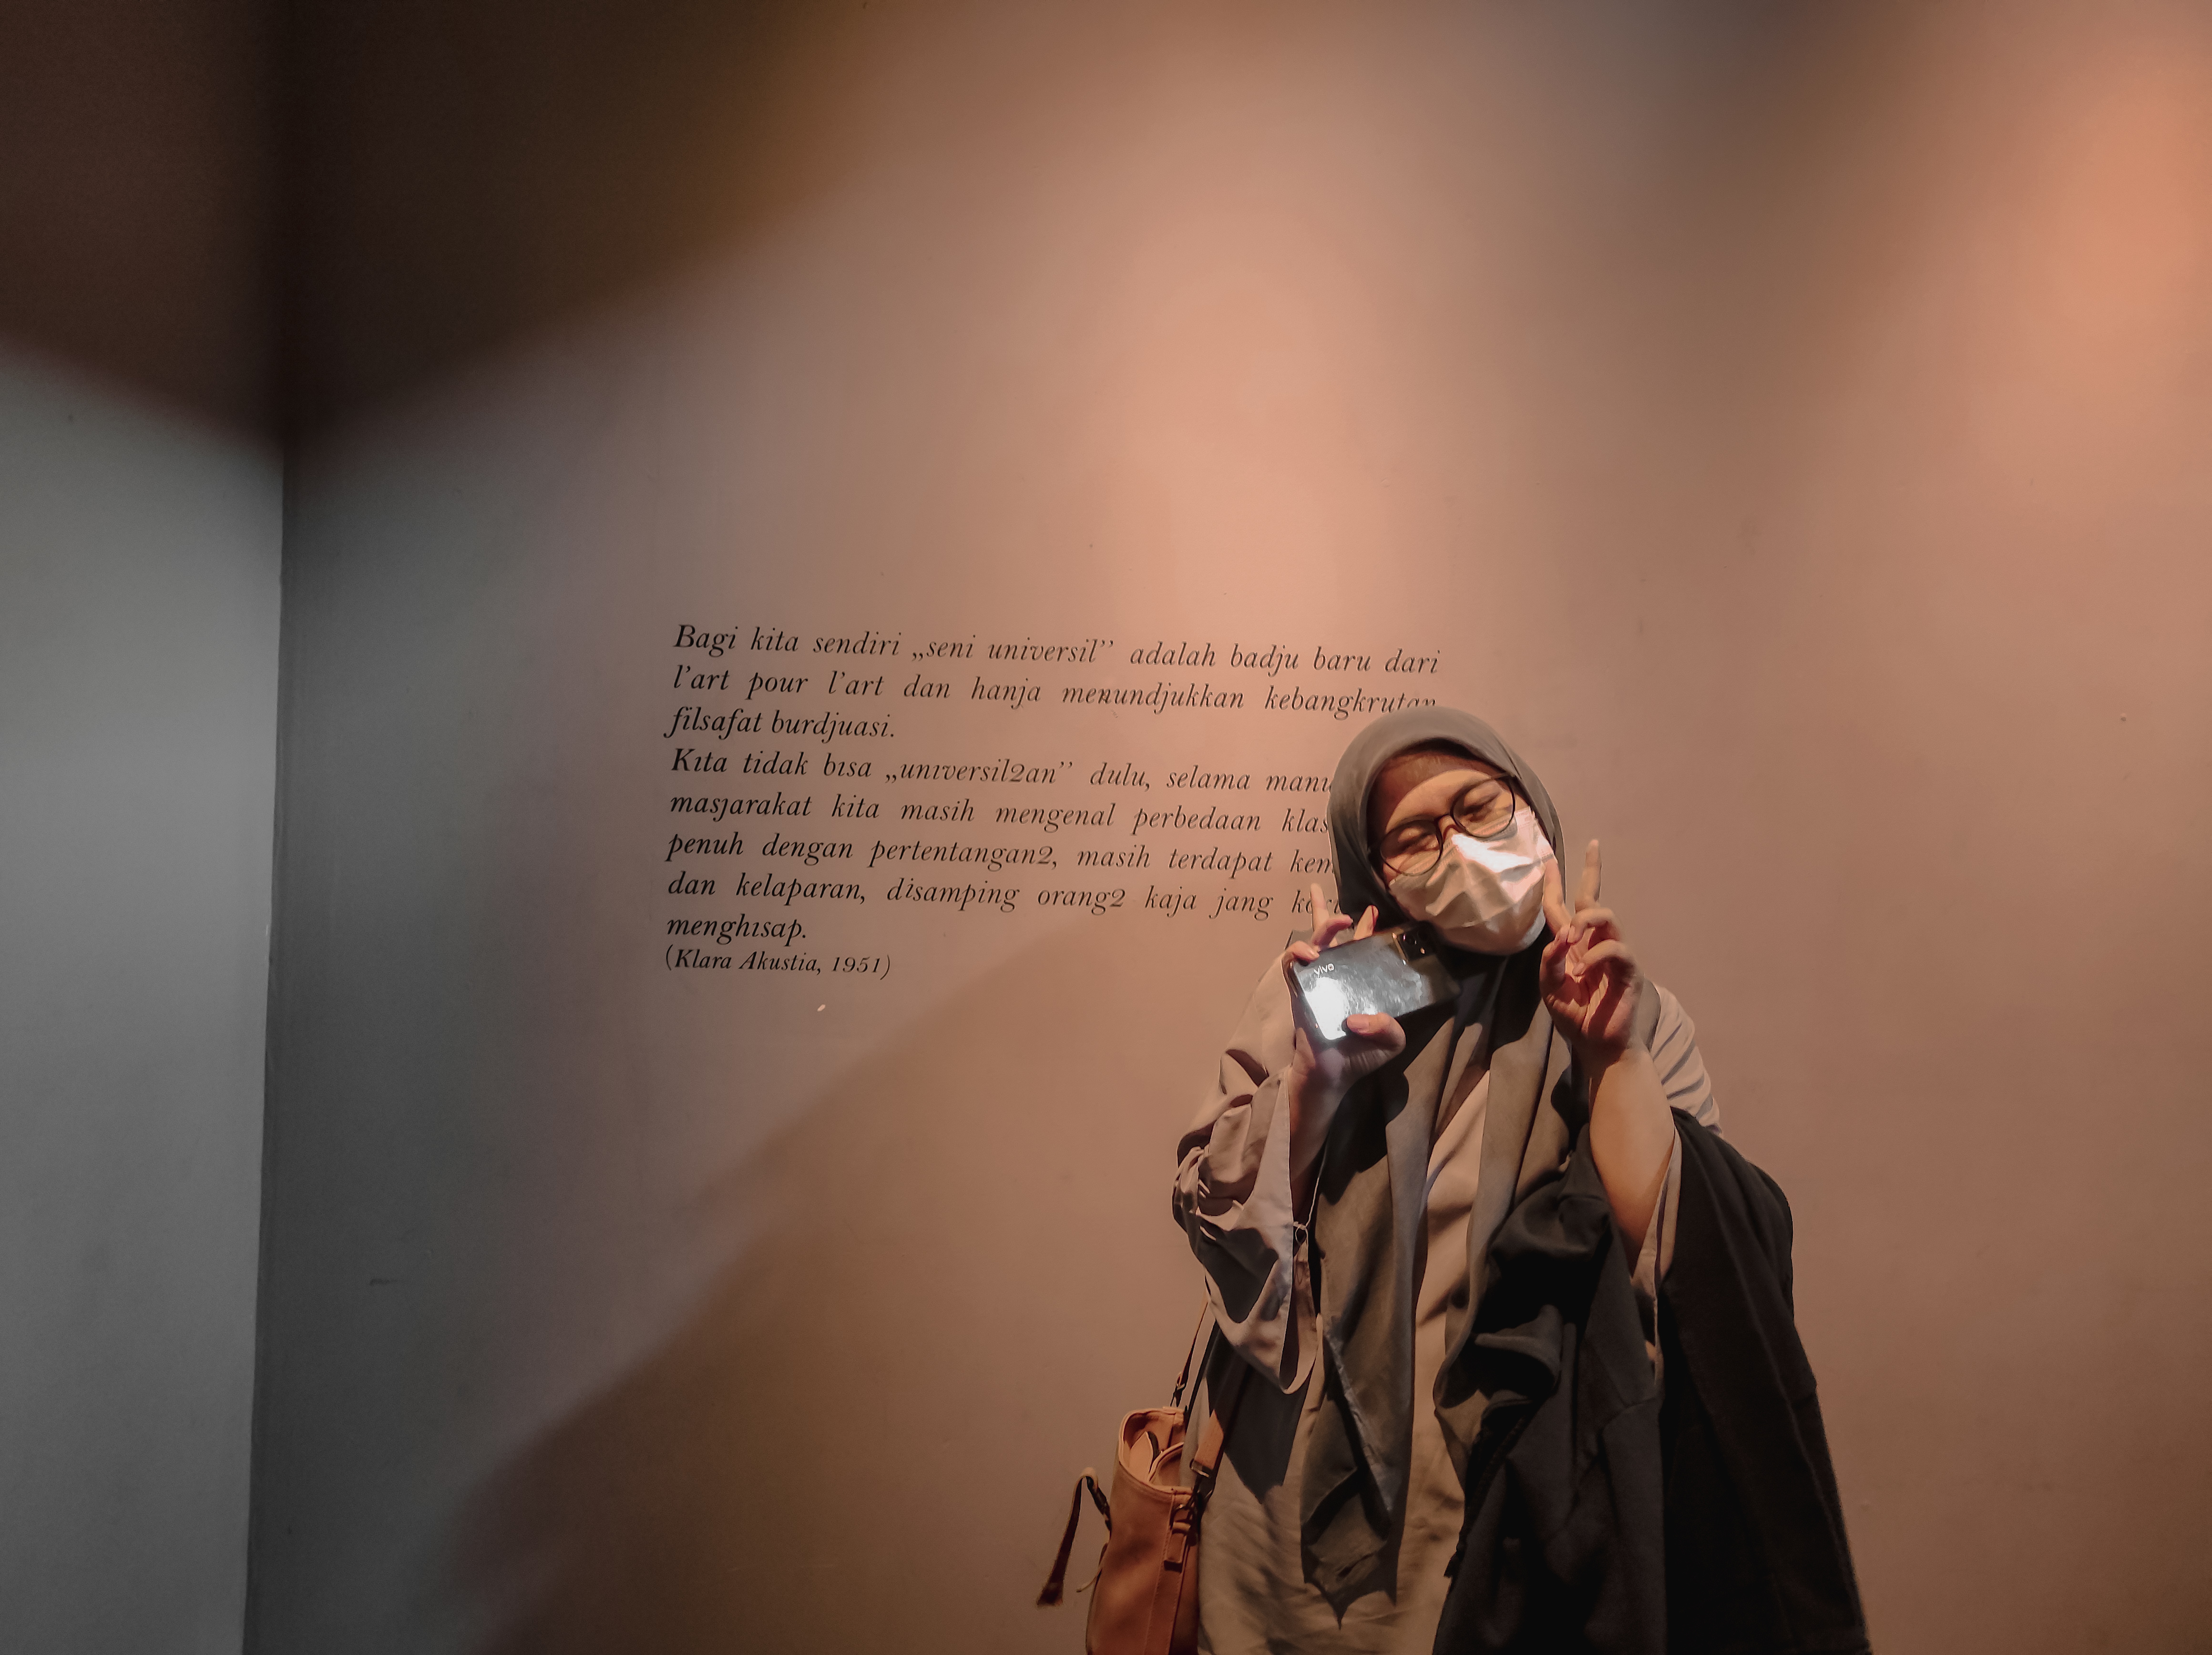 Bagi kita sendiri „seni universil” adalah badju baru dari
l’art pour l’art dan hanja menundjukkan kebangkrutan
filsafat burdjuasi.
Kita tidak bisa „universil2an” dulu, selama
masjarakat kita masih mengenal perbedaan
penuh dengan pertentangan2, masih terdapat
dan kelaparan, disamping orang2 kaja jang
menghisap.
(Klara Akustia, 1951)
vivo